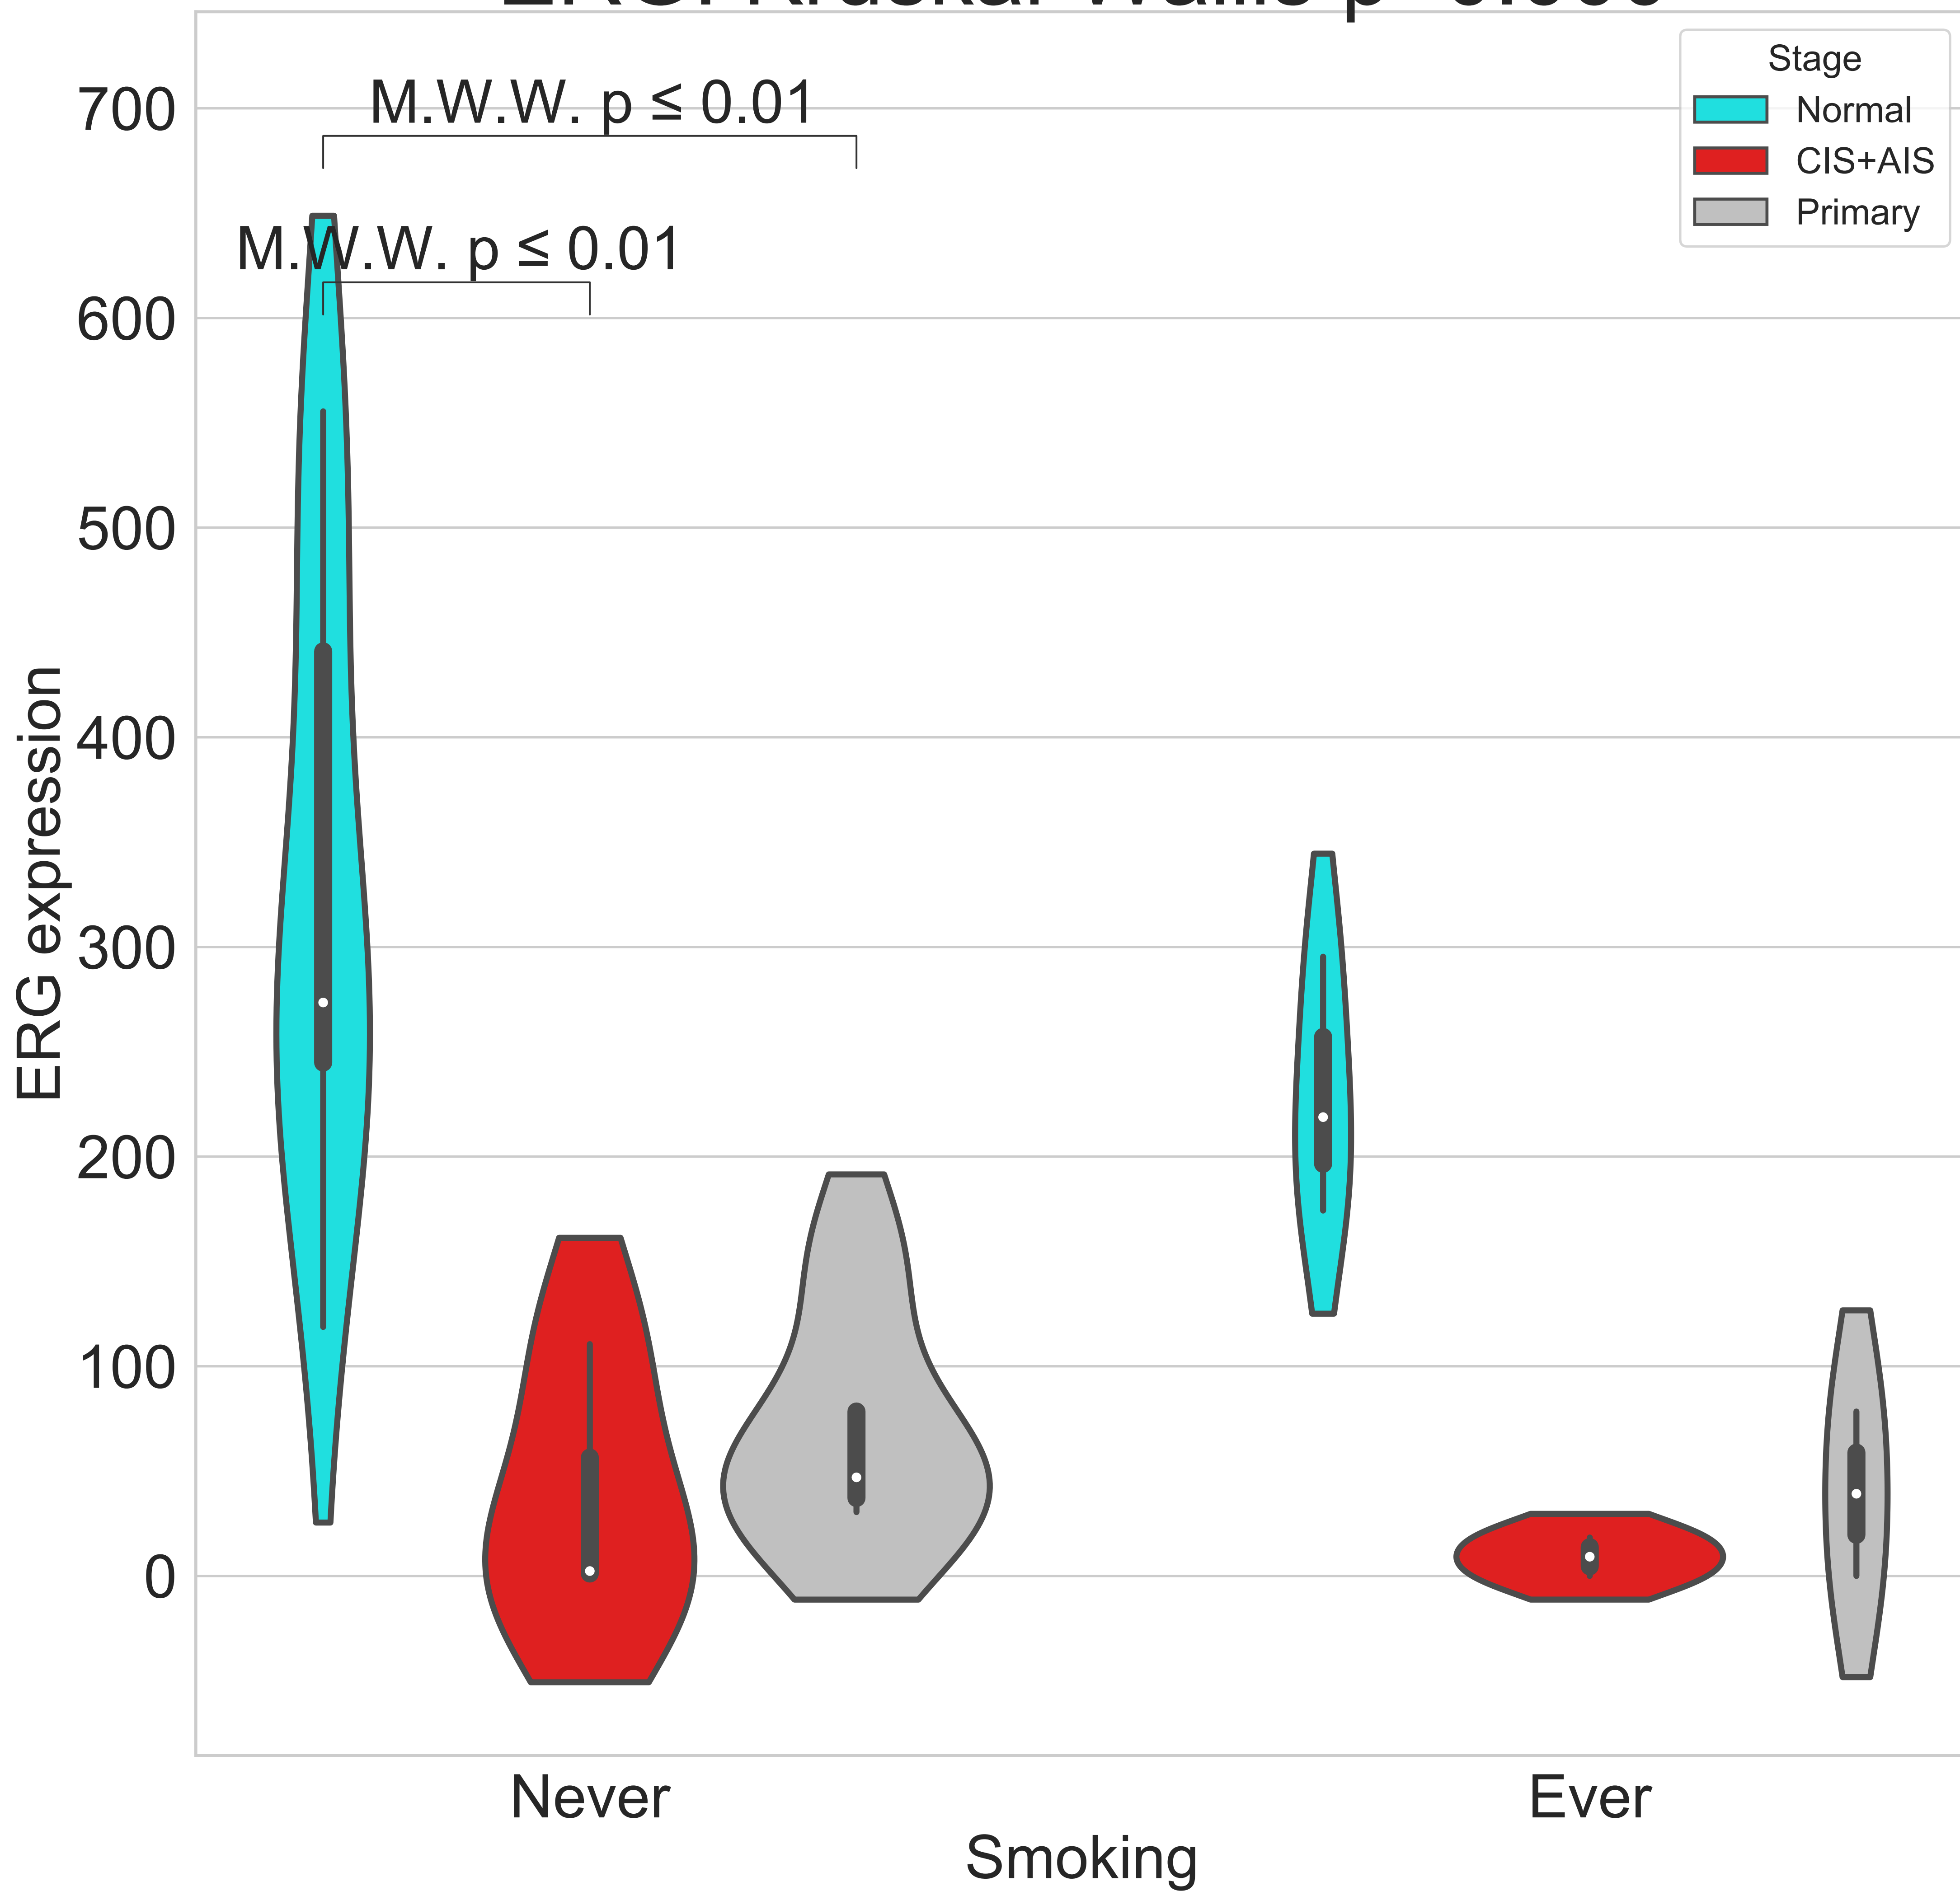 Stage
Normal
CIS+AIS
Primary
M.W.W. p ≤ 0.01
M.W.W. p ≤ 0.01
700
600
500
400
300
200
100
0
ERG expression
Never
Ever
Smoking